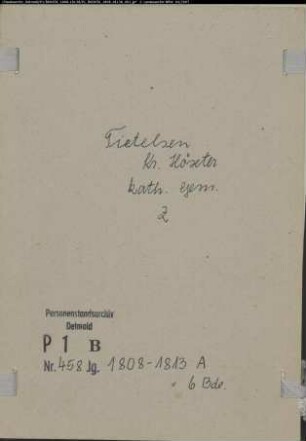 Tietelsen
Kr. Höxter
kath. Gem.
2
Personenstandsarchiv
Detmold
P 1 B
Nr. 458 Jg. 1808-1813 A
6 Bde.